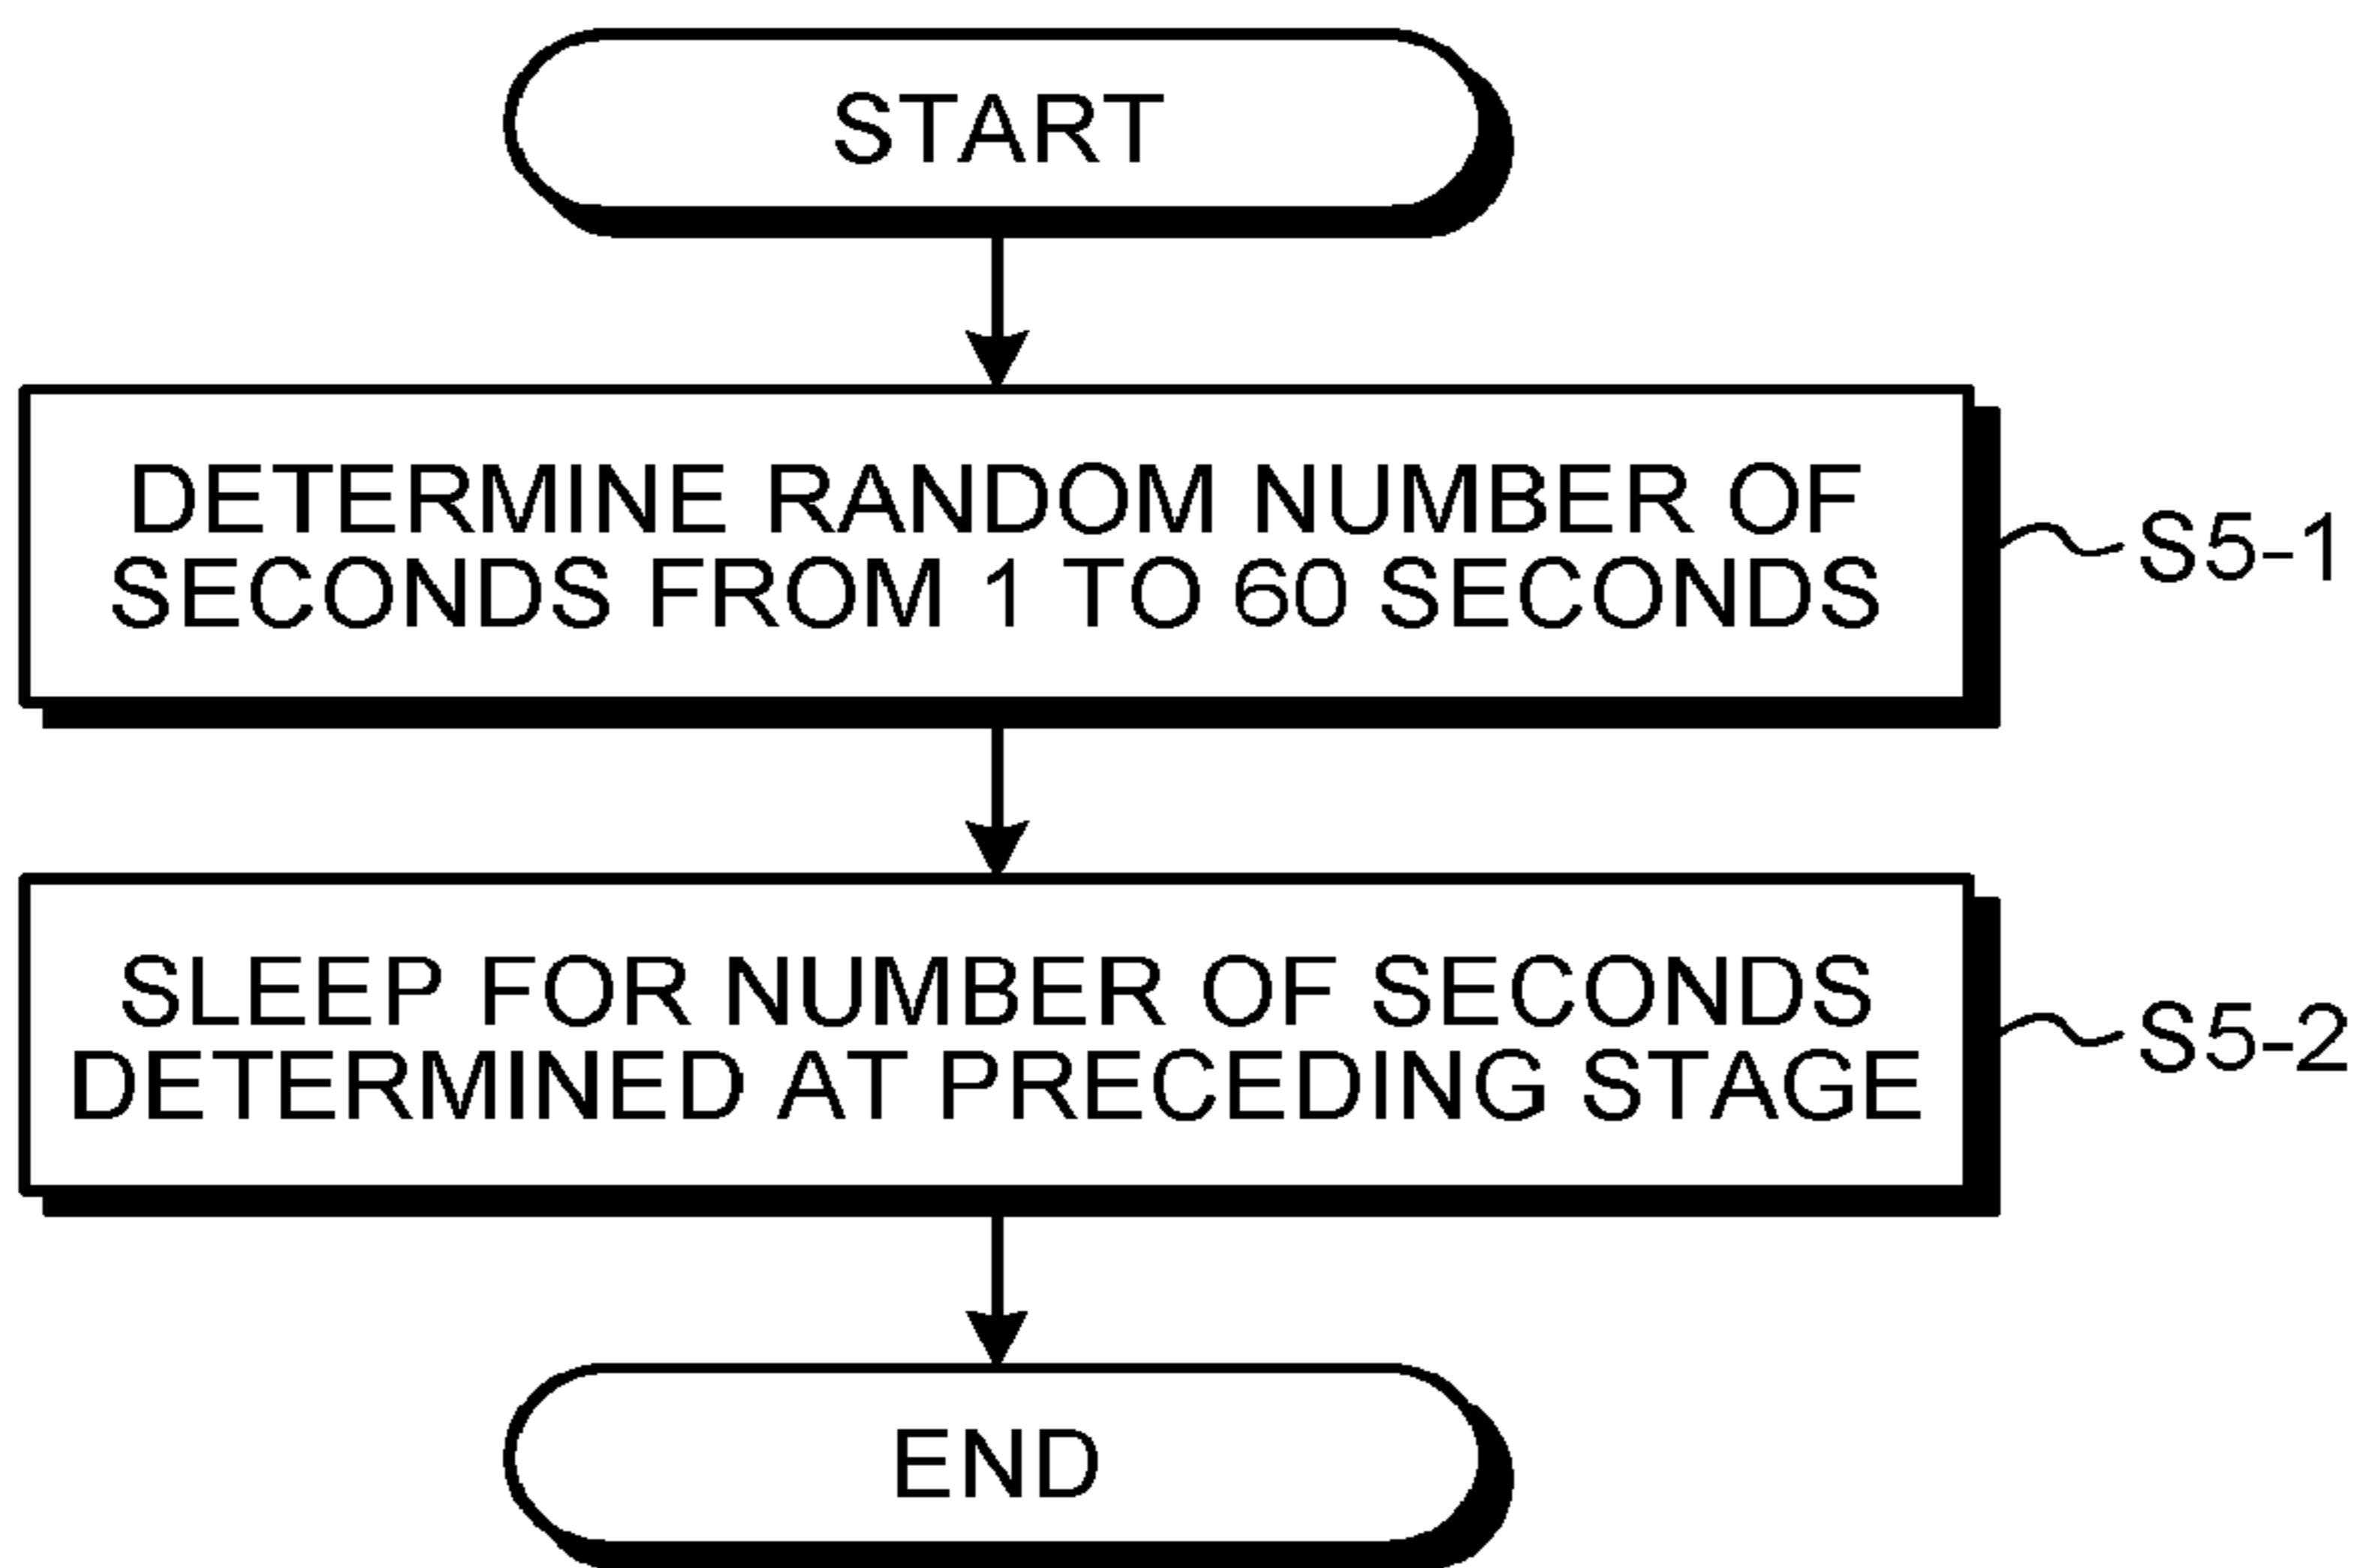 START
DETERMINE RANDOM NUMBER OF
SECONDS FROM 1 TO 60 SECONDS
S5-1
SLEEP FOR NUMBER OF SECONDS
DETERMINED AT PRECEDING STAGE
S5-2
END